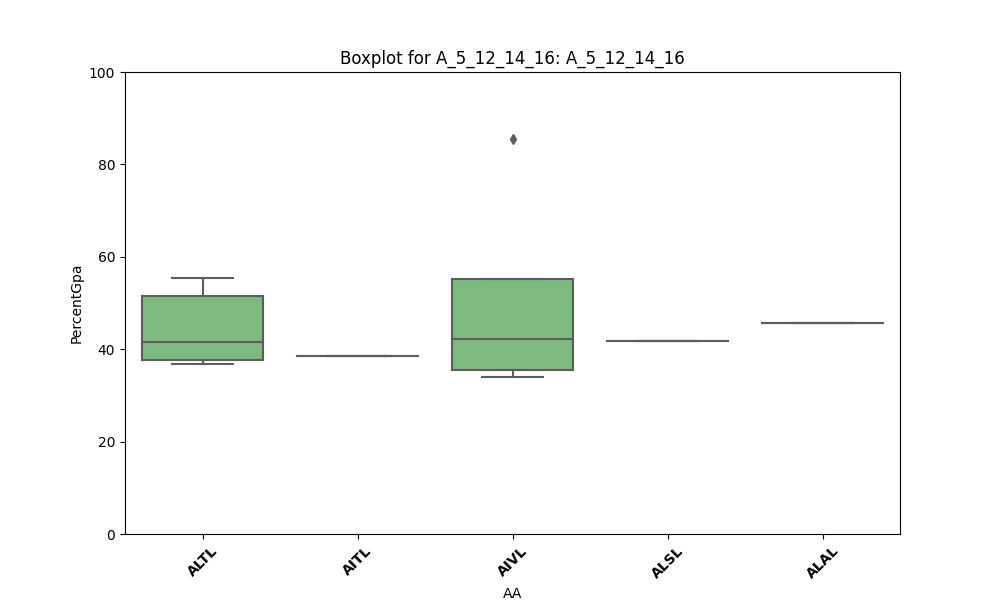 Boxplot for A_5_12_14_16: A_5_12_14_16
100
80
60
40
20
0
PercentGpa
ALTL
AITL
AIVL
ALSL
ALAL
AA